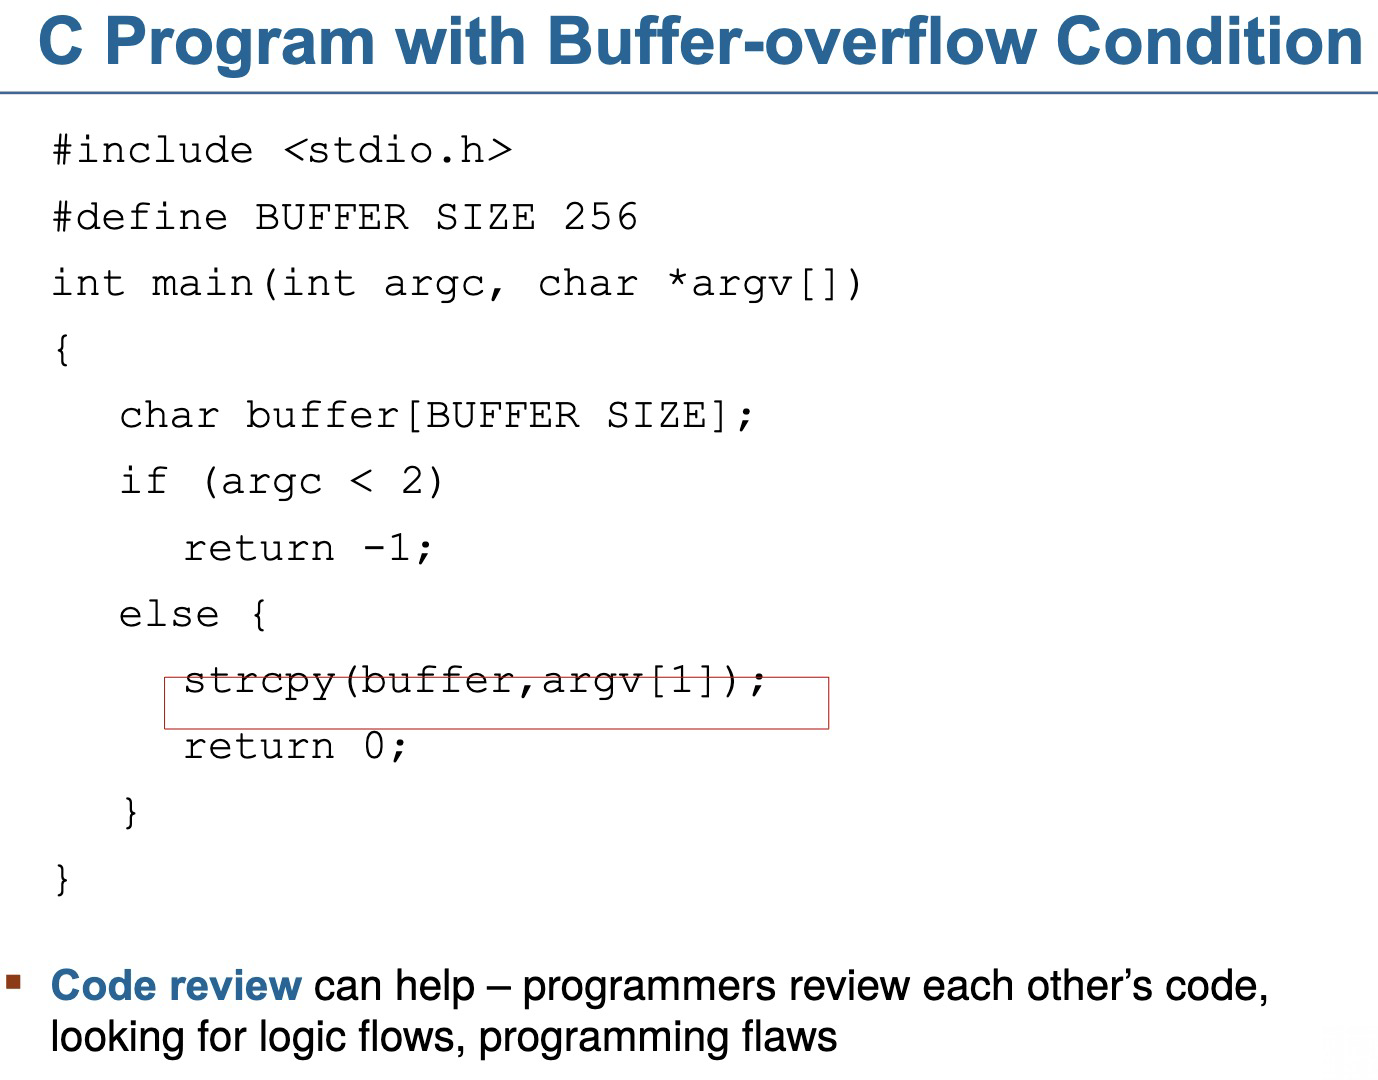 C Program with Buffer-overflow Condition
#include <stdio.h>
#define BUFFER SIZE 256
int main(int argc, char *argv[])
{
char buffer[BUFFER SIZE];
if (argc < 2)
return -1;
else {
strcpy(buffer,argv[1]);
return 0;
}
}
Code review can help – programmers review each other’s code,
looking for logic flows, programming flaws